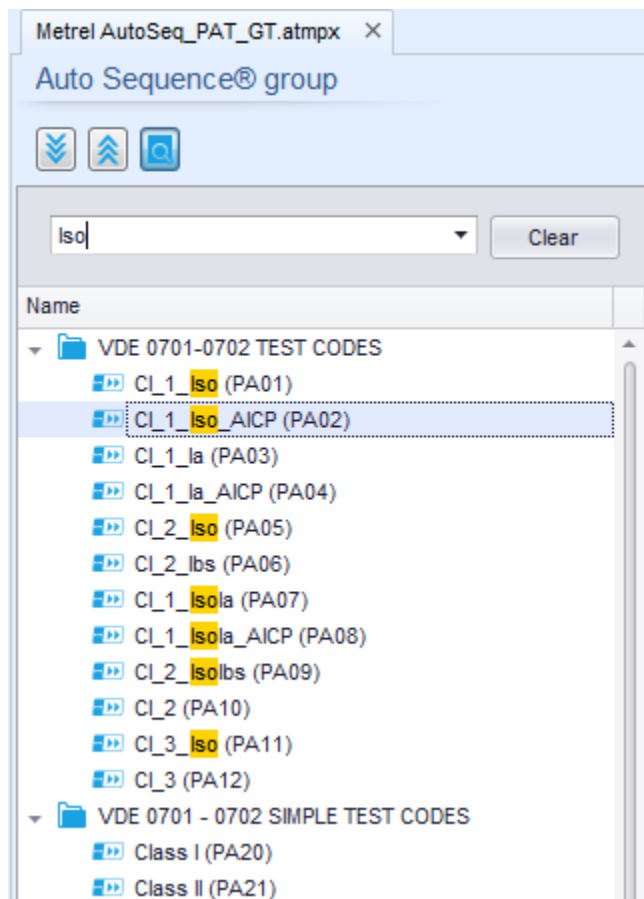 Metrel AutoSeq_PAT_GT.atmpx
Auto Sequence® group
Iso Clear
Name
VDE 0701-0702 TEST CODES
Cl_1_Iso (PA01)
Cl_1_Iso_AICP (PA02)
Cl_1_Ia (PA03)
Cl_1_Ia_AICP (PA04)
Cl_2_Iso (PA05)
Cl_2_Ibs (PA06)
Cl_1_IsoIa (PA07)
Cl_1_IsoIa_AICP (PA08)
Cl_2_IsoIbs (PA09)
Cl_2 (PA10)
Cl_3_Iso (PA11)
Cl_3 (PA12)
VDE 0701 - 0702 SIMPLE TEST CODES
Class I (PA20)
Class II (PA21)